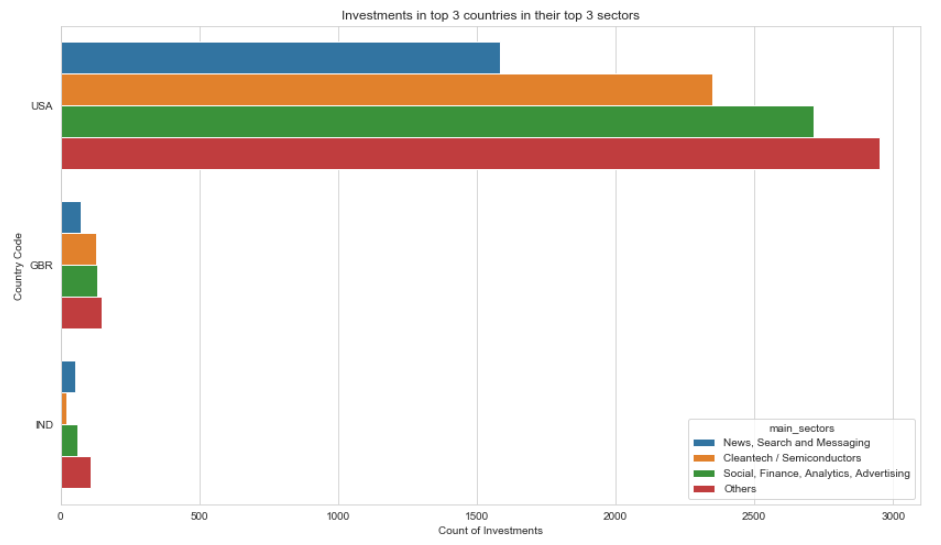 Investments in top 3 countries in their top 3 sectors
Country Code
USA
GBR
IND
main_sectors
News, Search and Messaging
Cleantech / Semiconductors
Social, Finance, Analytics, Advertising
Others
0 500 1000 1500 2000 2500 3000
Count of Investments